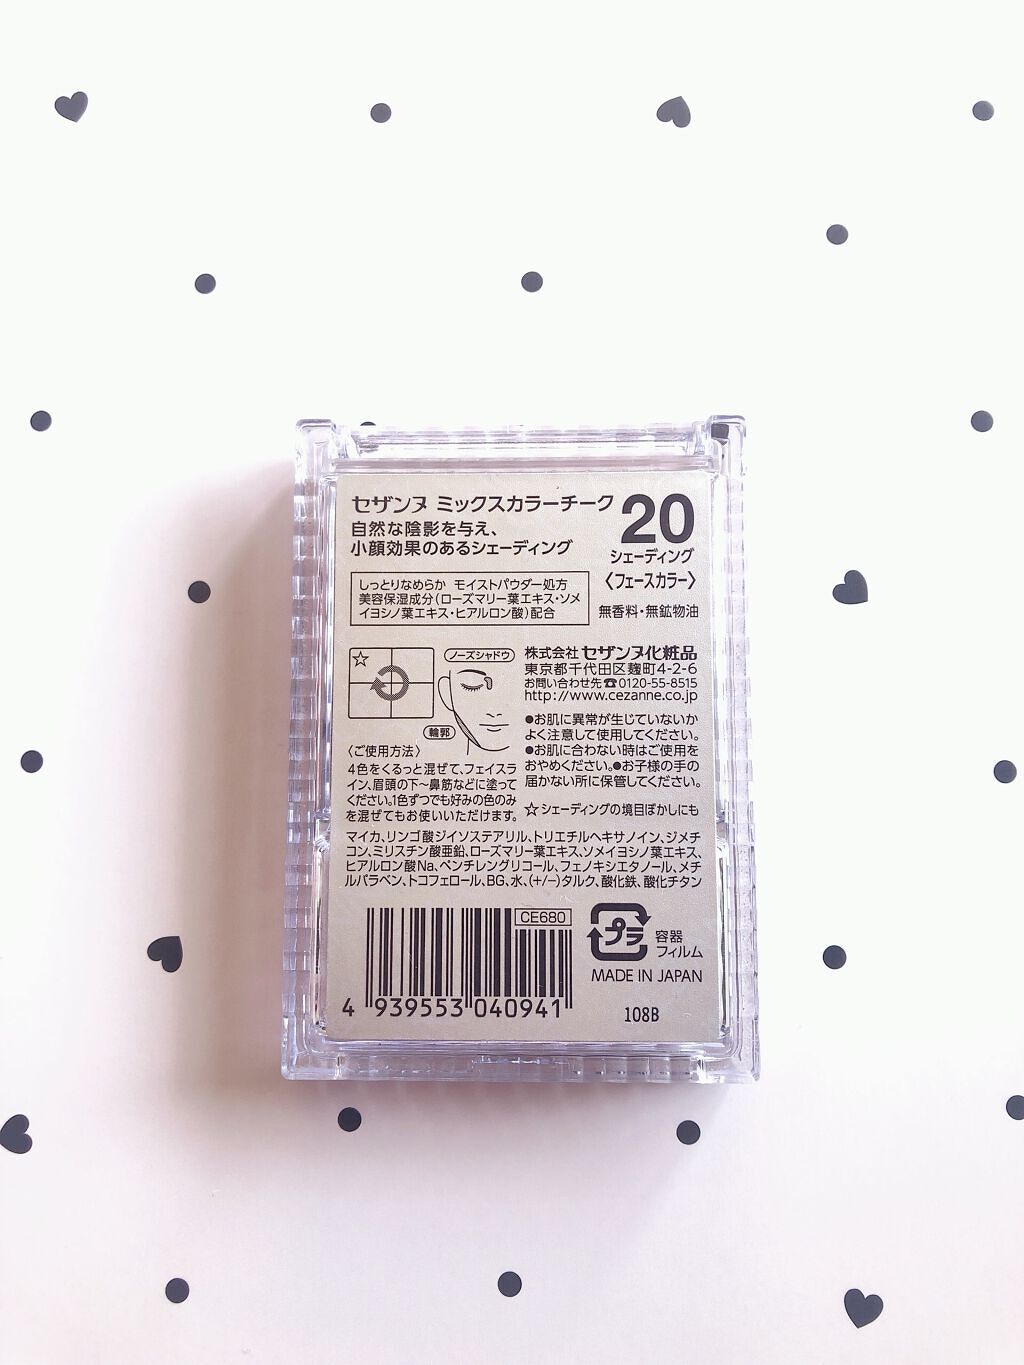 セザンヌ ミックスカラーチーク
自然な陰影を与え、
小顔効果のあるシェーディング
20
シェーディング
〈フェースカラー〉
しっとりなめらか モイストパウダー処方
美容保湿成分(ローズマリー葉エキス・ソメ
イヨシノ葉エキス・ヒアルロン酸)配合
無香料・無鉱物油
☆
ノーズシャドウ
輪郭
〈ご使用方法〉
4色をくるっと混ぜて、フェイスラ
イン、眉頭の下〜鼻筋などに塗って
ください。1色ずつでも好みの色のみ
を混ぜてもお使いいただけます。
株式会社 セザンヌ化粧品
東京都千代田区麹町4-2-6
お問い合わせ先☎0120-55-8515
http://www.cezanne.co.jp
●お肌に異常が生じていないか
よく注意して使用してください。
●お肌に合わない時はご使用を
おやめください。●お子様の手の
届かない所に保管してください。
☆シェーディングの境目ぼかしにも
マイカ、リンゴ酸ジイソステアリル、トリエチルヘキサノイン、ジメチ
コン、ミリスチン酸亜鉛、ローズマリー葉エキス、ソメイヨシノ葉エキス、
ヒアルロン酸Na、ペンチレングリコール、フェノキシエタノール、メチ
ルパラベン、トコフェロール、BG、水、(+/−)タルク、酸化鉄、酸化チタン
CE680
4 939553 040941
プラ
容器
フィルム
MADE IN JAPAN
108B